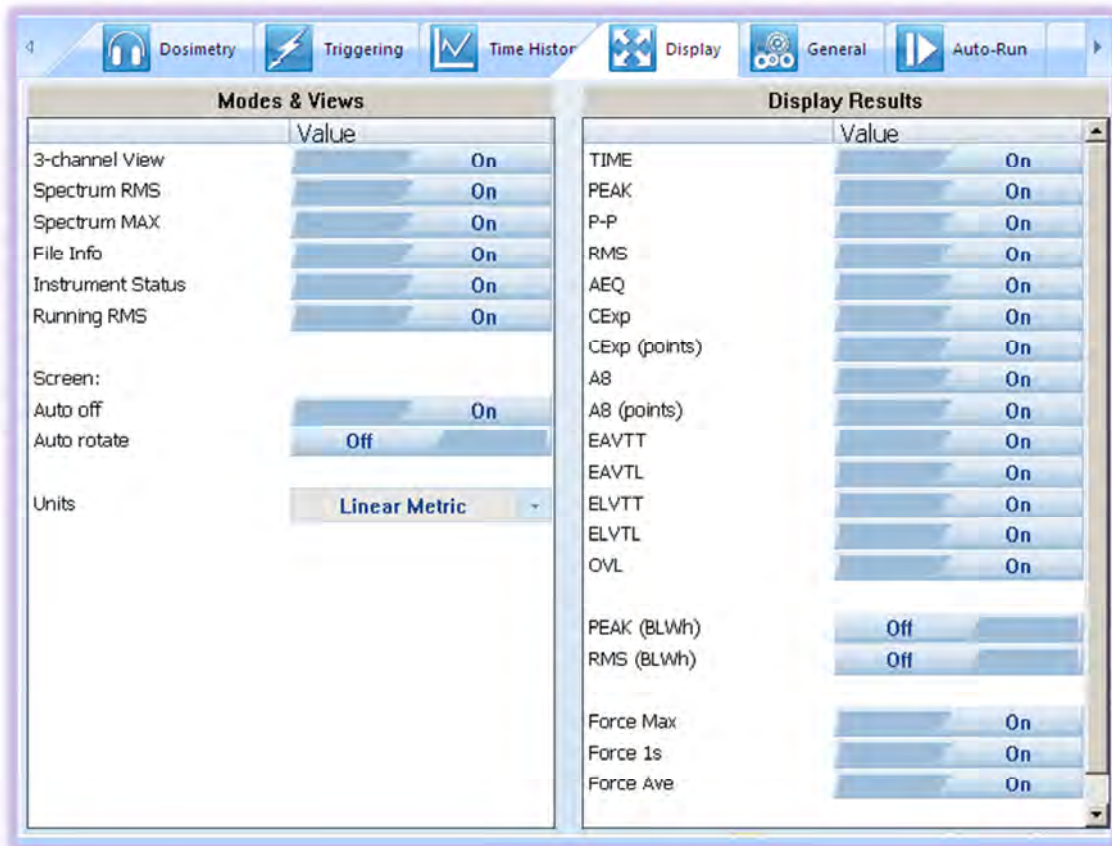 Dosimetry Triggering Time Histor Display General Auto-Run
Modes & Views
Value
3-channel View On
Spectrum RMS On
Spectrum MAX On
File Info On
Instrument Status On
Running RMS On
Screen:
Auto off On
Auto rotate Off
Units Linear Metric
Display Results
Value
TIME On
PEAK On
P-P On
RMS On
AEQ On
CExp On
CExp (points) On
A8 On
A8 (points) On
EAVTT On
EAVTL On
ELVTT On
ELVTL On
OVL On
PEAK (BLWh) Off
RMS (BLWh) Off
Force Max On
Force 1s On
Force Ave On